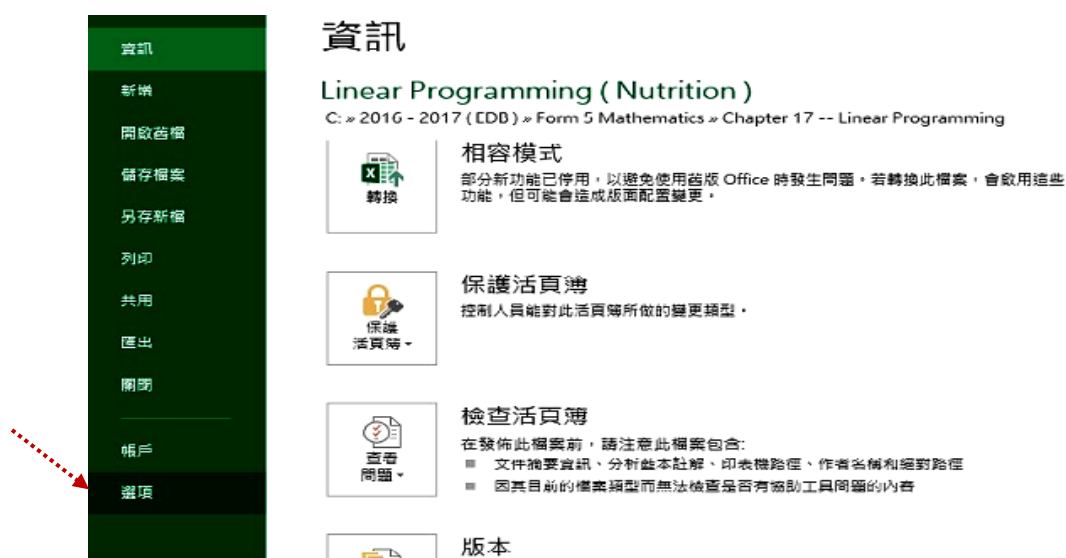 資訊
新增
開啟舊檔
儲存檔案
另存新檔
列印
共用
匯出
關閉
帳戶
選項
資訊
Linear Programming ( Nutrition )
C: » 2016 - 2017 ( EDB ) » Form 5 Mathematics » Chapter 17 -- Linear Programming
轉換
相容模式
部分新功能已停用，以避免使用舊版 Office 時發生問題。若轉換此檔案，會啟用這些
功能，但可能會造成版面配置變更。
保護
活頁簿
保護活頁簿
控制人員能對此活頁簿所做的變更類型。
查看
問題
檢查活頁簿
在發佈此檔案前，請注意此檔案包含:
文件摘要資訊、分析藍本註解、印表機路徑、作者名稱和絕對路徑
因其目前的檔案類型而無法檢查是否有協助工具問題的內容
版本